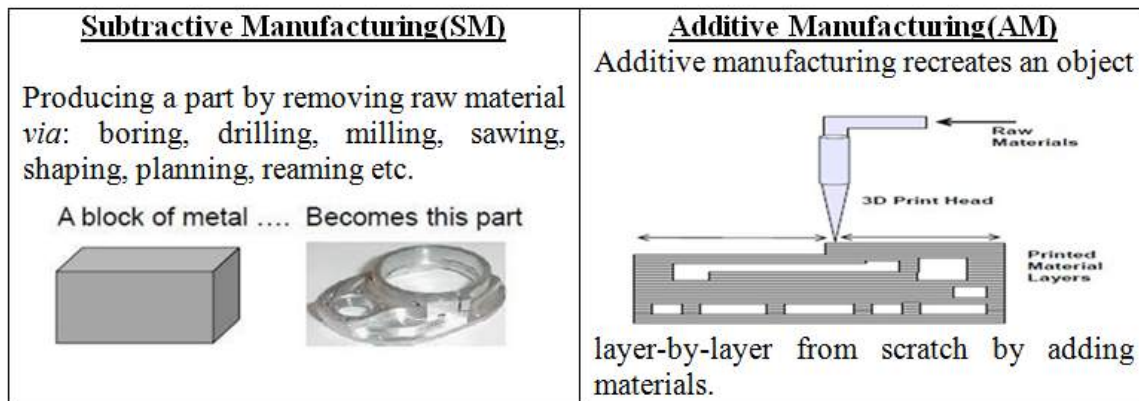 Subtractive Manufacturing(SM)
Producing a part by removing raw material
via: boring, drilling, milling, sawing,
shaping, planning, reaming etc.
A block of metal .... Becomes this part
Additive Manufacturing(AM)
Additive manufacturing recreates an object
Raw
Materials
3D Print Head
Printed
Material
Layers
layer-by-layer from scratch by adding
materials.